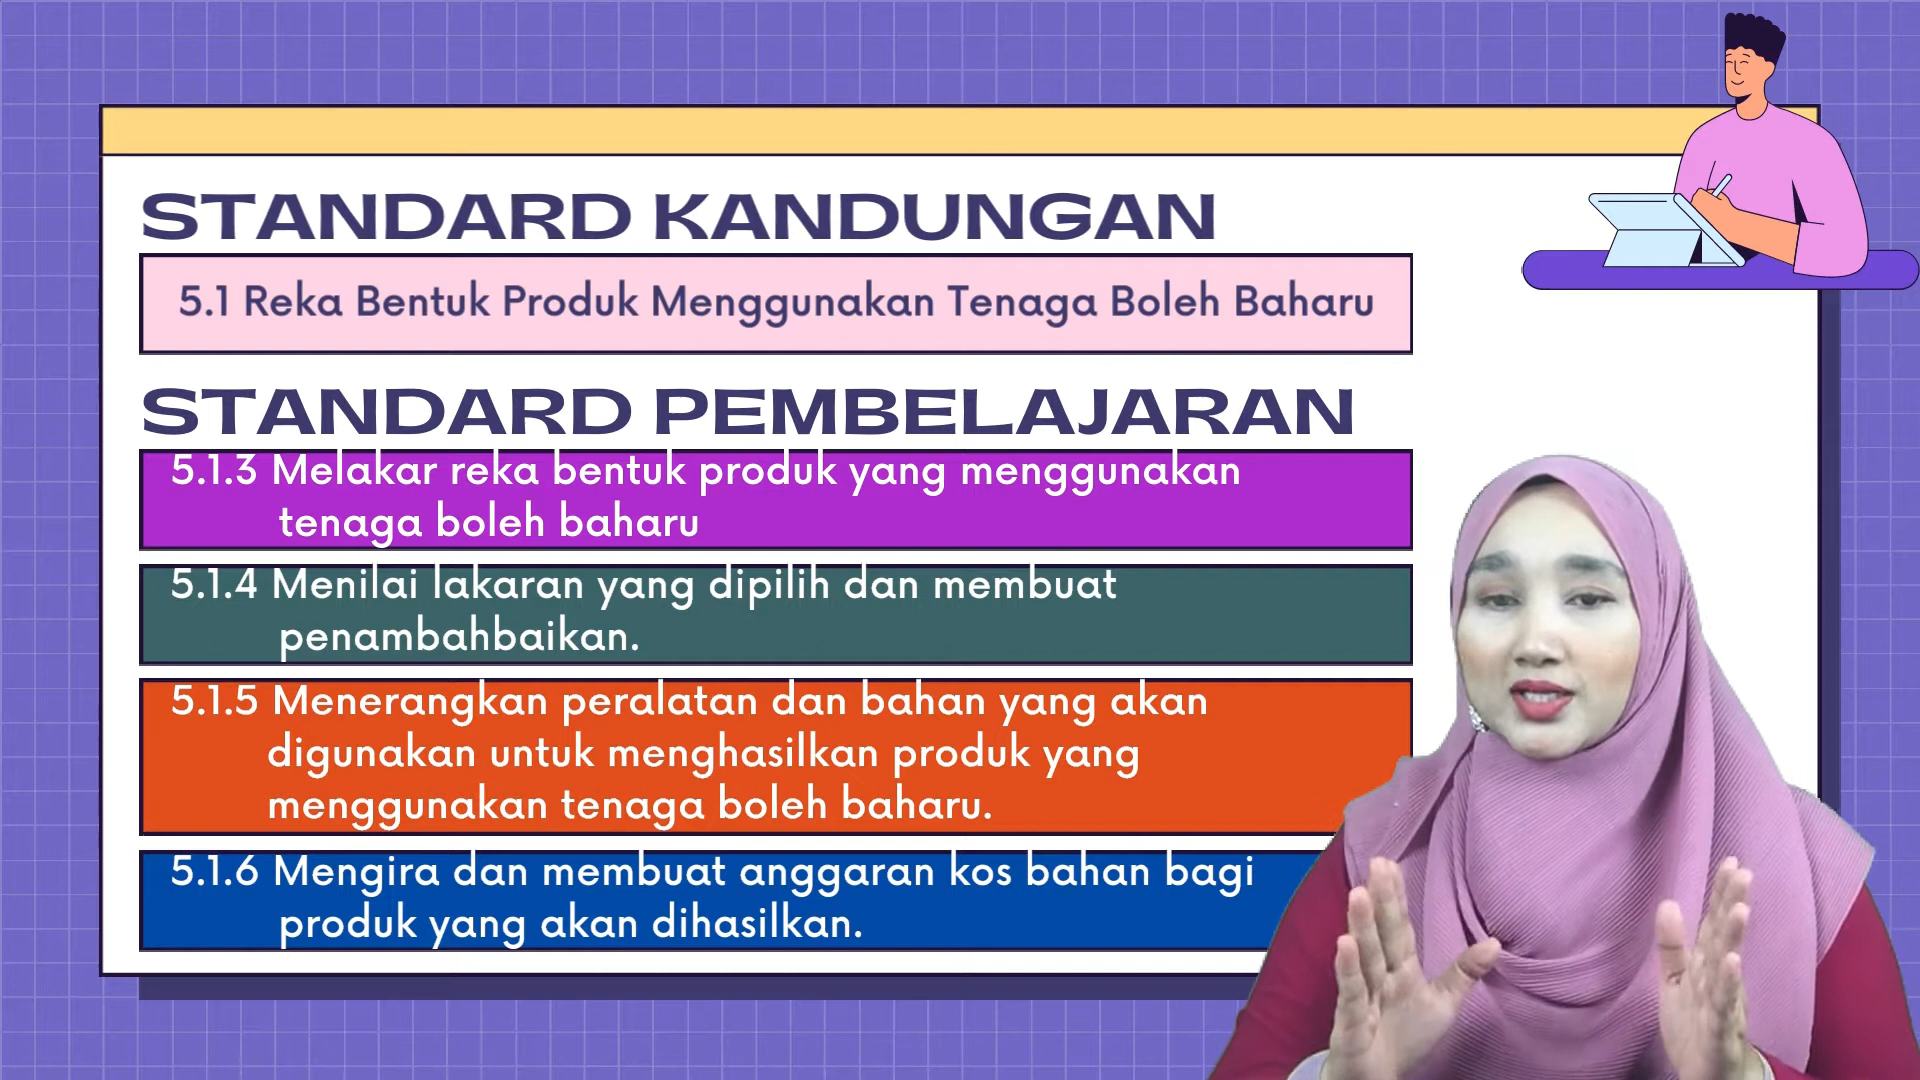 STANDARD KANDUNGAN
5.1 Reka Bentuk Produk Menggunakan Tenaga Boleh Baharu
STANDARD PEMBELAJARAN
5.1.3 Melakar reka bentuk produk yang menggunakan
tenaga boleh baharu
5.1.4 Menilai lakaran yang dipilih dan membuat
penambahbaikan.
5.1.5 Menerangkan peralatan dan bahan yang akan
digunakan untuk menghasilkan produk yang
menggunakan tenaga boleh baharu.
5.1.6 Mengira dan membuat anggaran kos bahan bagi
produk yang akan dihasilkan.